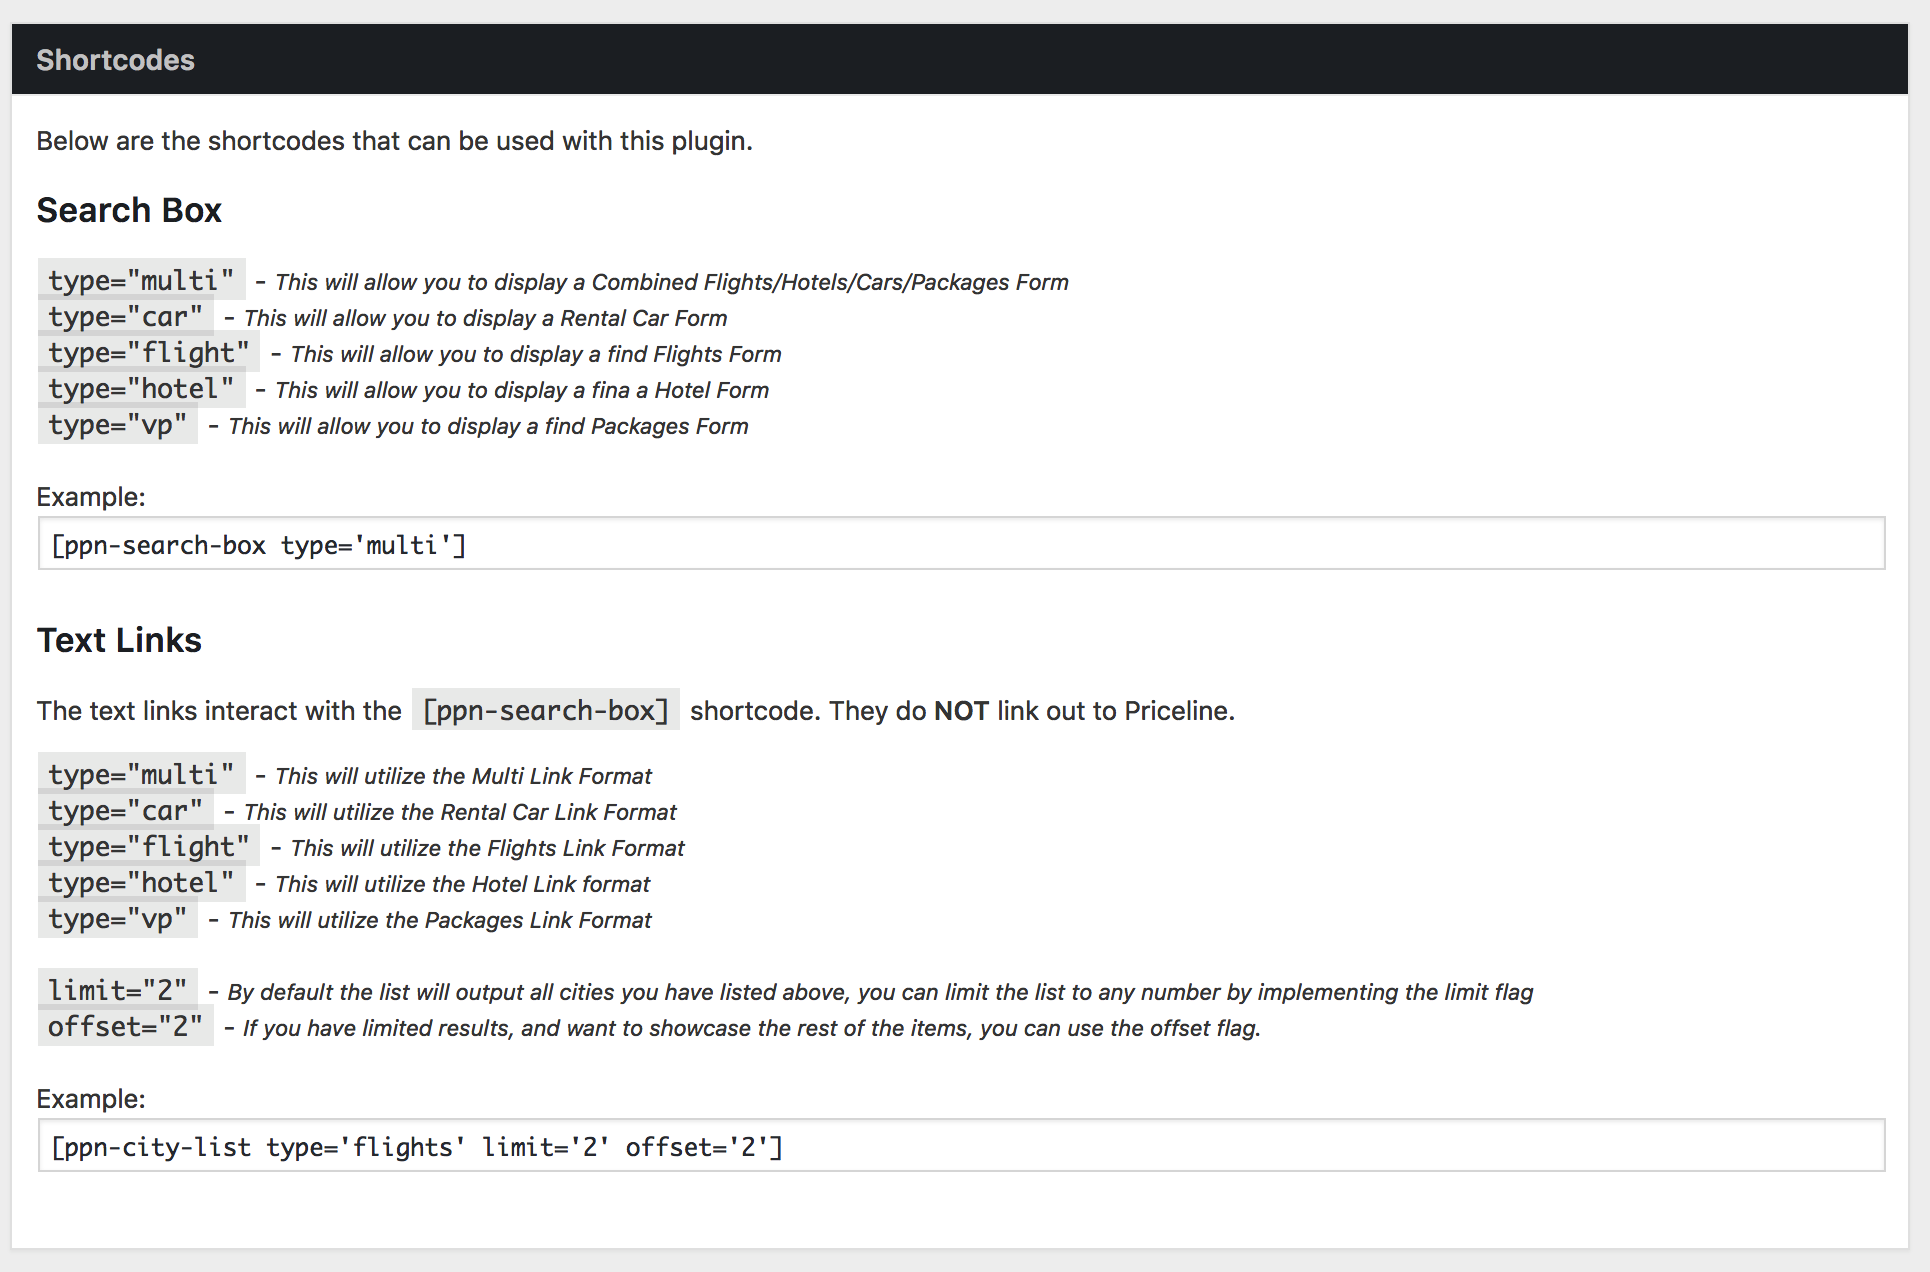 Shortcodes
Below are the shortcodes that can be used with this plugin.
Search Box
type="multi" - This will allow you to display a Combined Flights/Hotels/Cars/Packages Form
type="car" - This will allow you to display a Rental Car Form
type="flight" - This will allow you to display a find Flights Form
type="hotel" - This will allow you to display a fina a Hotel Form
type="vp" - This will allow you to display a find Packages Form
Example:
[ppn-search-box type='multi']
Text Links
The text links interact with the [ppn-search-box] shortcode. They do NOT link out to Priceline.
type="multi" - This will utilize the Multi Link Format
type="car" - This will utilize the Rental Car Link Format
type="flight" - This will utilize the Flights Link Format
type="hotel" - This will utilize the Hotel Link format
type="vp" - This will utilize the Packages Link Format
limit="2" - By default the list will output all cities you have listed above, you can limit the list to any number by implementing the limit flag
offset="2" - If you have limited results, and want to showcase the rest of the items, you can use the offset flag.
Example:
[ppn-city-list type='flights' limit='2' offset='2']